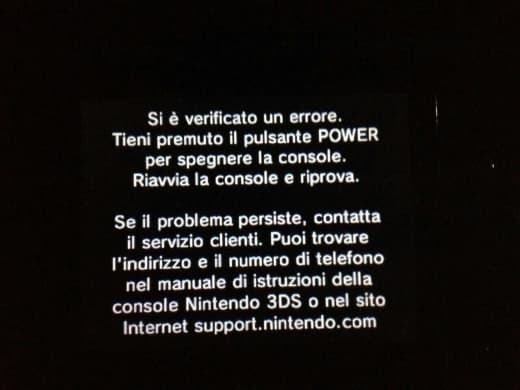 Si è verificato un errore.
Tieni premuto il pulsante POWER
per spegnere la console.
Riavvia la console e riprova.
Se il problema persiste, contatta
il servizio clienti. Puoi trovare
l'indirizzo e il numero di telefono
nel manuale di istruzioni della
console Nintendo 3DS o nel sito
Internet support.nintendo.com